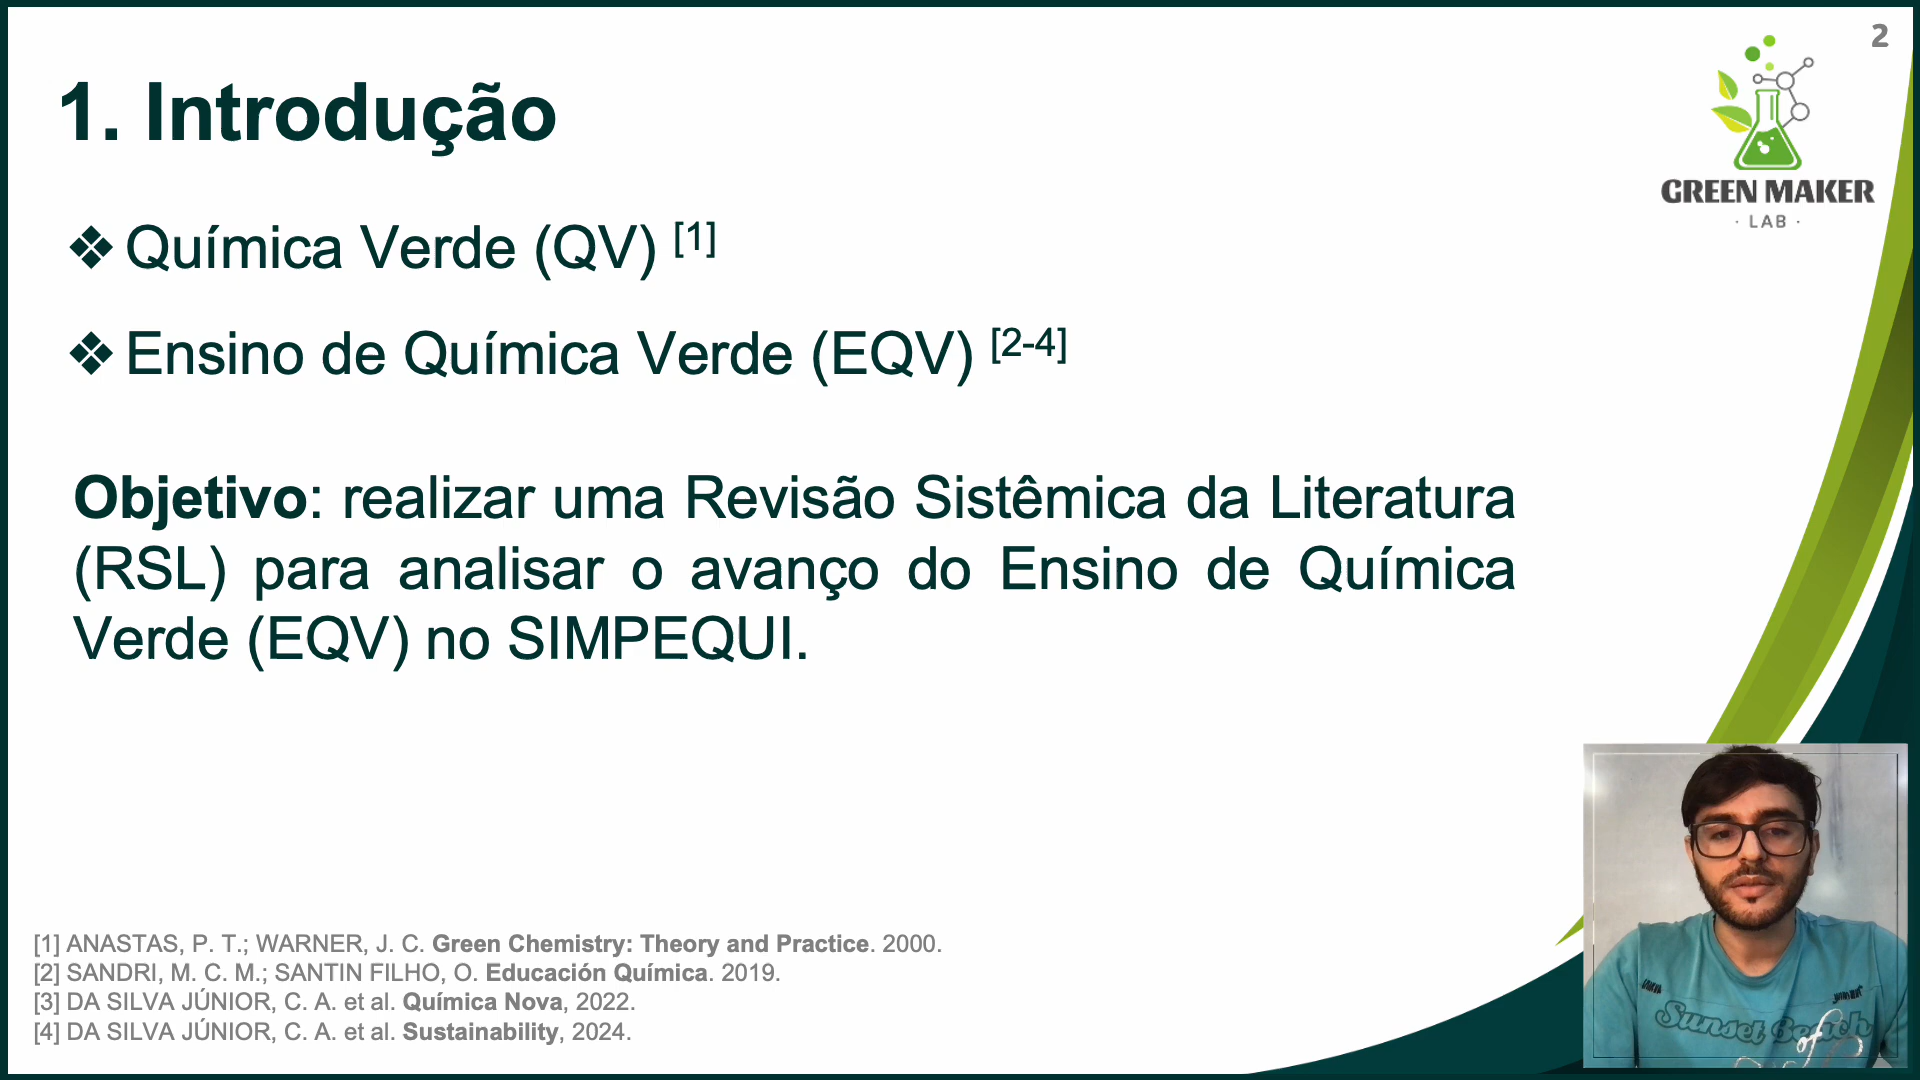 2
1. Introdução
GREEN MAKER
· LAB ·
❖ Química Verde (QV) [1]
❖ Ensino de Química Verde (EQV) [2-4]
Objetivo: realizar uma Revisão Sistêmica da Literatura
(RSL) para analisar o avanço do Ensino de Química
Verde (EQV) no SIMPEQUI.
[1] ANASTAS, P. T.; WARNER, J. C. Green Chemistry: Theory and Practice. 2000.
[2] SANDRI, M. C. M.; SANTIN FILHO, O. Educación Química. 2019.
[3] DA SILVA JÚNIOR, C. A. et al. Química Nova, 2022.
[4] DA SILVA JÚNIOR, C. A. et al. Sustainability, 2024.
Sunset Beach
of